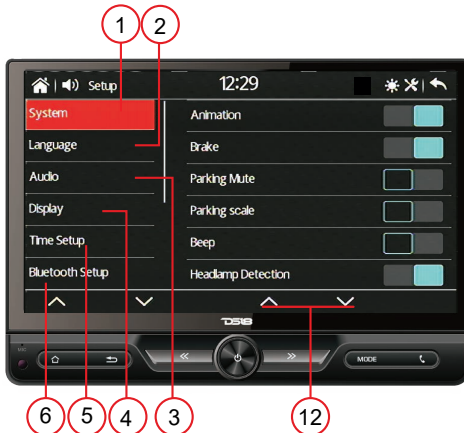 1 2
Setup 12:29
System Animation
Language Brake
Audio Parking Mute
Display Parking scale
Time Setup Beep
Bluetooth Setup Headlamp Detection
DS18
MIC
MODE
6 5 4 3 12